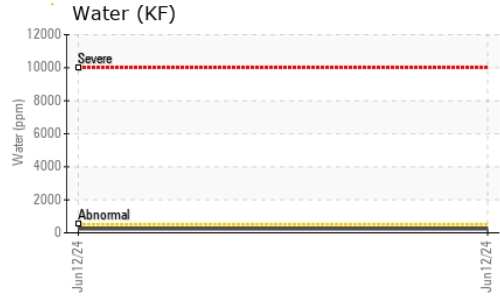 Water (KF)
12000
10000
8000
6000
4000
2000
0
Water (ppm)
Severe
Abnormal
Jun12/24
Jun12/24